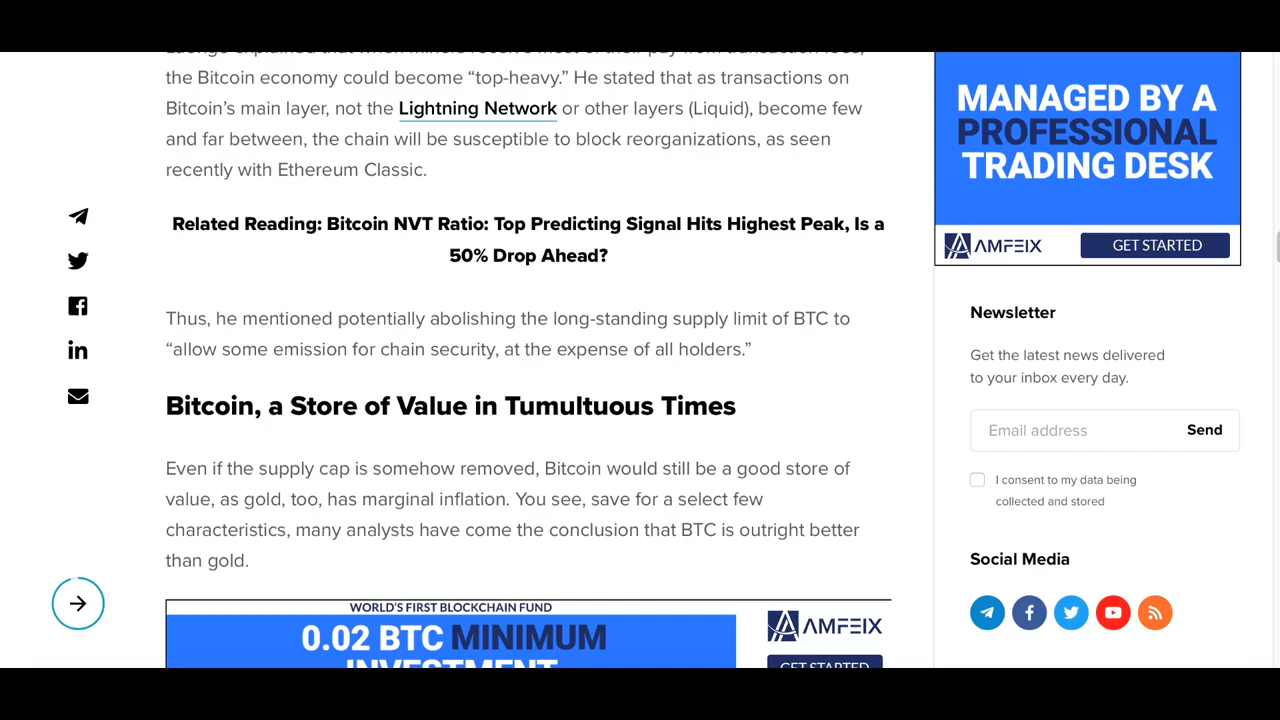 the Bitcoin economy could become “top-heavy.” He stated that as transactions on
Bitcoin’s main layer, not the Lightning Network or other layers (Liquid), become few
and far between, the chain will be susceptible to block reorganizations, as seen
recently with Ethereum Classic.
Related Reading: Bitcoin NVT Ratio: Top Predicting Signal Hits Highest Peak, Is a
50% Drop Ahead?
Thus, he mentioned potentially abolishing the long-standing supply limit of BTC to
“allow some emission for chain security, at the expense of all holders.”
Bitcoin, a Store of Value in Tumultuous Times
Even if the supply cap is somehow removed, Bitcoin would still be a good store of
value, as gold, too, has marginal inflation. You see, save for a select few
characteristics, many analysts have come the conclusion that BTC is outright better
than gold.
WORLD'S FIRST BLOCKCHAIN FUND
0.02 BTC MINIMUM
INVESTMENT
AMFEIX
GET STARTED
MANAGED BY A
PROFESSIONAL
TRADING DESK
AMFEIX
GET STARTED
Newsletter
Get the latest news delivered
to your inbox every day.
Email address
Send
I consent to my data being
collected and stored
Social Media